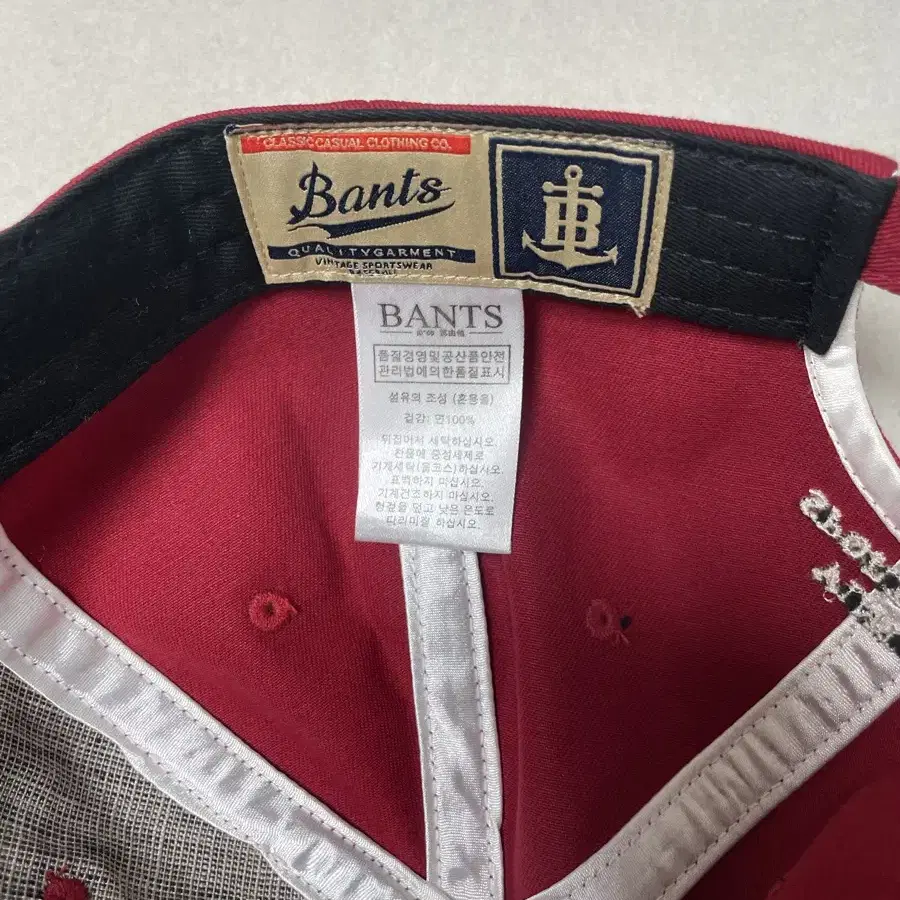 CLASSIC CASUAL CLOTHING CO.
Bants
QUALITYGARMENT
VINTAGE SPORTSWEAR
BASEBALL
B
BANTS
품질경영및공산품안전
관리법에의한품질표시
섬유의 조성 (혼용율)
겉감: 면100%
뒤집어서 세탁하십시오.
찬물에 중성세제로
기계세탁(울코스)하십시오.
표백하지 마십시오.
기계건조하지 마십시오.
헝겊을 덮고 낮은 온도로
다리미질 하십시오.